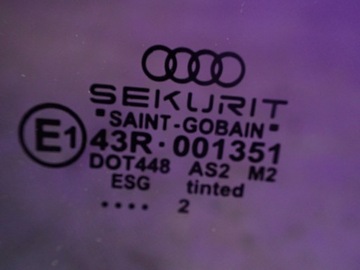 SEKURIT
"SAINT-GOBAIN"
E1 43R·001351
DOT448 AS2 M2
ESG tinted
.... 2